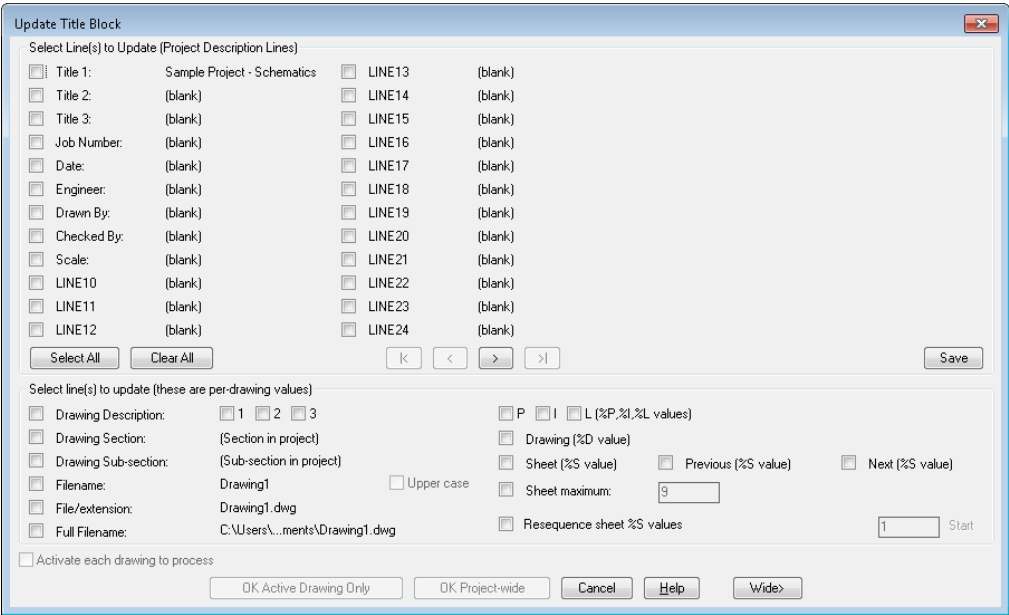 Update Title Block
Select Line(s) to Update (Project Description Lines)
Title 1: Sample Project - Schematics LINE13 (blank)
Title 2: (blank) LINE14 (blank)
Title 3: (blank) LINE15 (blank)
Job Number: (blank) LINE16 (blank)
Date: (blank) LINE17 (blank)
Engineer: (blank) LINE18 (blank)
Drawn By: (blank) LINE19 (blank)
Checked By: (blank) LINE20 (blank)
Scale: (blank) LINE21 (blank)
LINE10 (blank) LINE22 (blank)
LINE11 (blank) LINE23 (blank)
LINE12 (blank) LINE24 (blank)
Select All Clear All |< < > >| Save
Select line(s) to update (these are per-drawing values)
Drawing Description: 1 2 3 P I L (%P,%I,%L values)
Drawing Section: (Section in project) Drawing (%D value)
Drawing Sub-section: (Sub-section in project) Sheet (%S value) Previous (%S value) Next (%S value)
Filename: Drawing1 Upper case Sheet maximum: 9
File/extension: Drawing1.dwg
Full Filename: C:\Users\...ments\Drawing1.dwg Resequence sheet %S values 1 Start
Activate each drawing to process
OK Active Drawing Only OK Project-wide Cancel Help Wide>